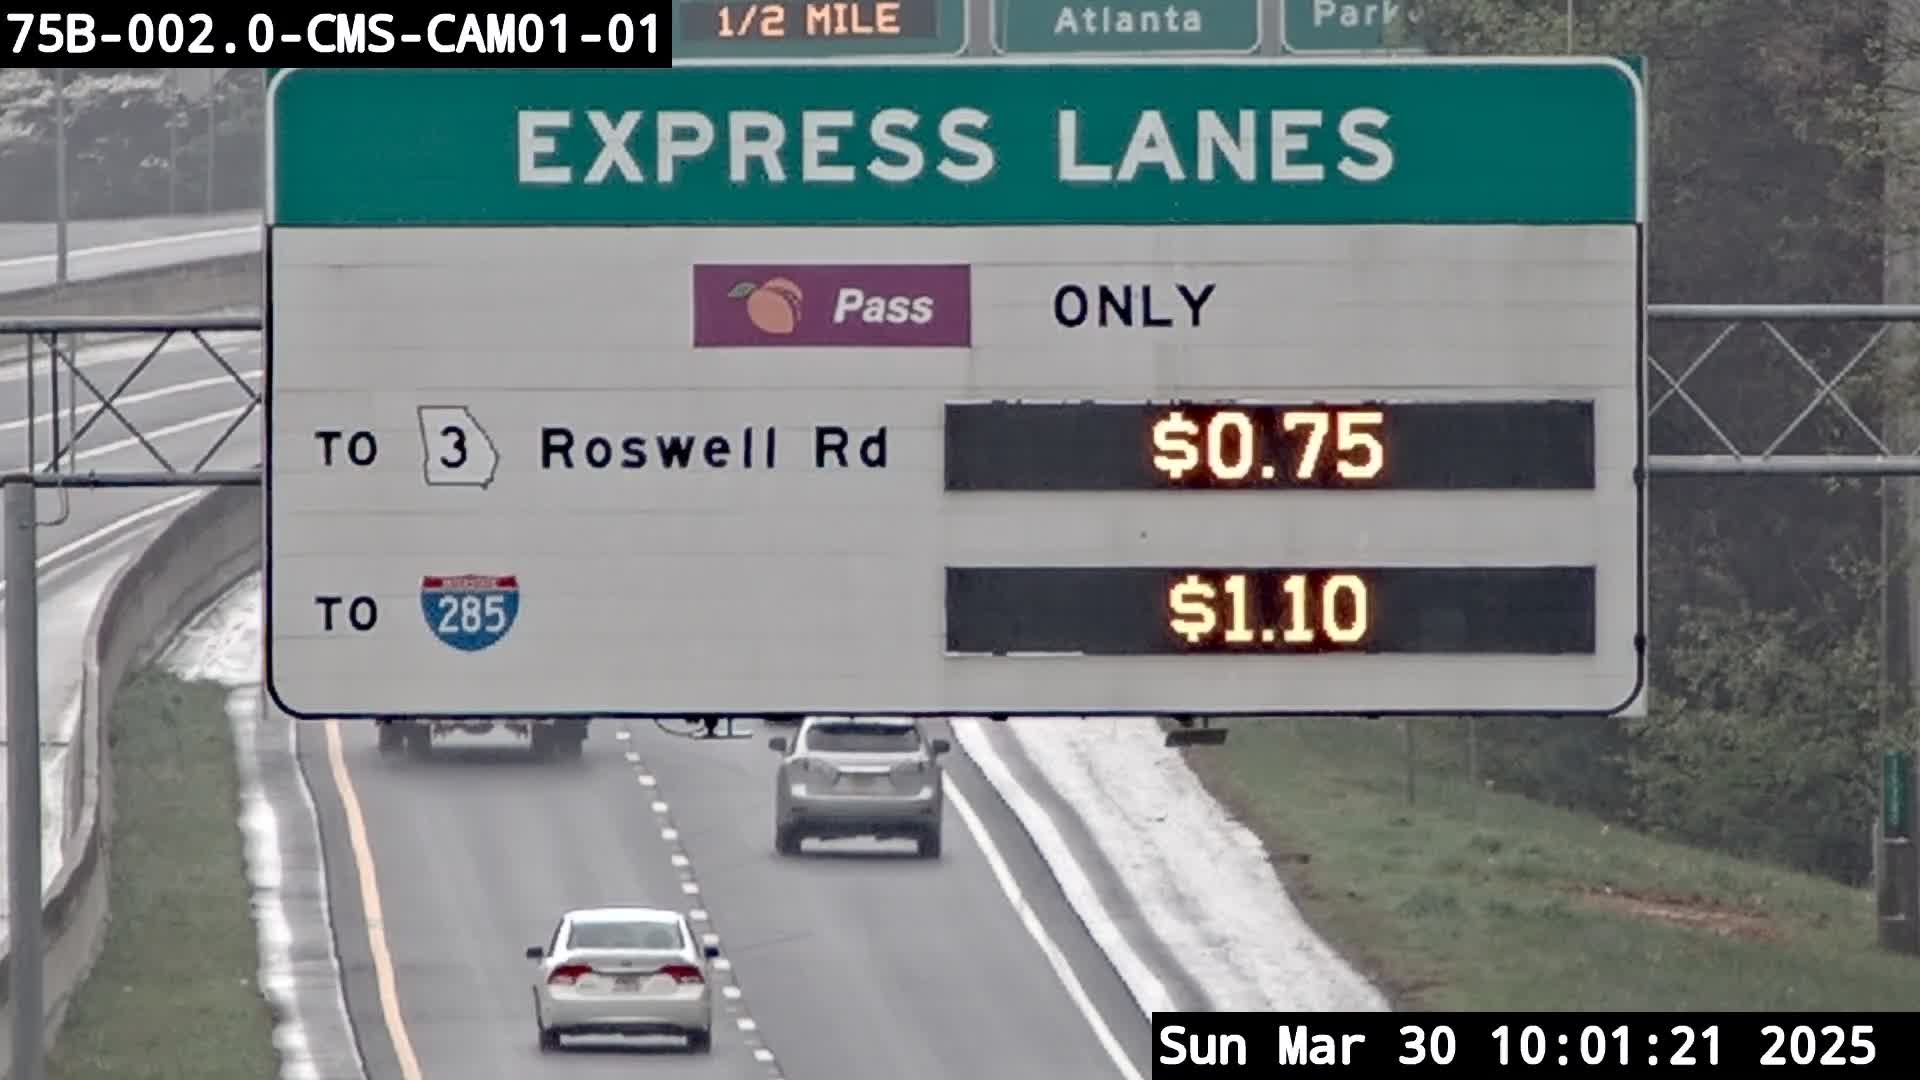 75B-002.0-CMS-CAM01-01
1/2 MILE
Atlanta
EXPRESS LANES
Pass ONLY
TO 3 Roswell Rd $0.75
TO INTERSTATE 285 $1.10
Sun Mar 30 10:01:21 2025